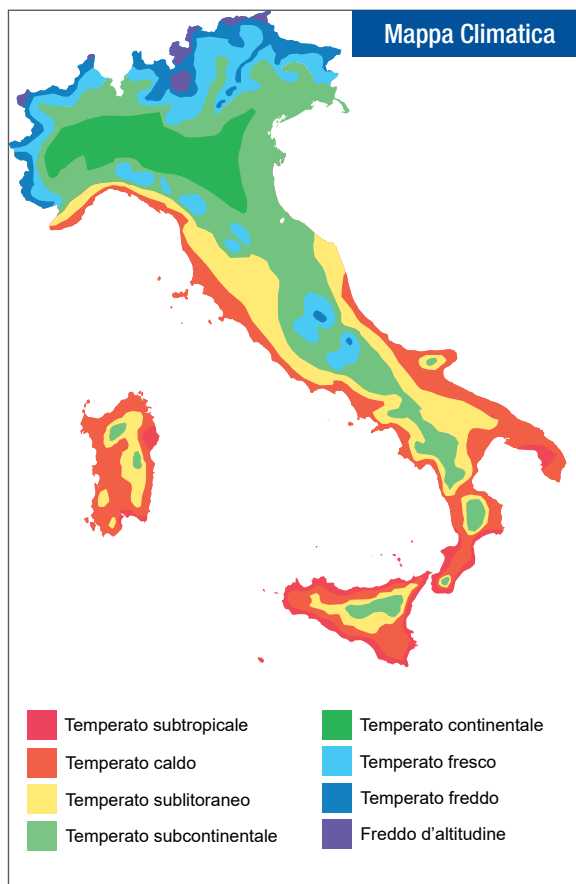 Mappa Climatica
Temperato subtropicale
Temperato caldo
Temperato sublitoraneo
Temperato subcontinentale
Temperato continentale
Temperato fresco
Temperato freddo
Freddo d'altitudine